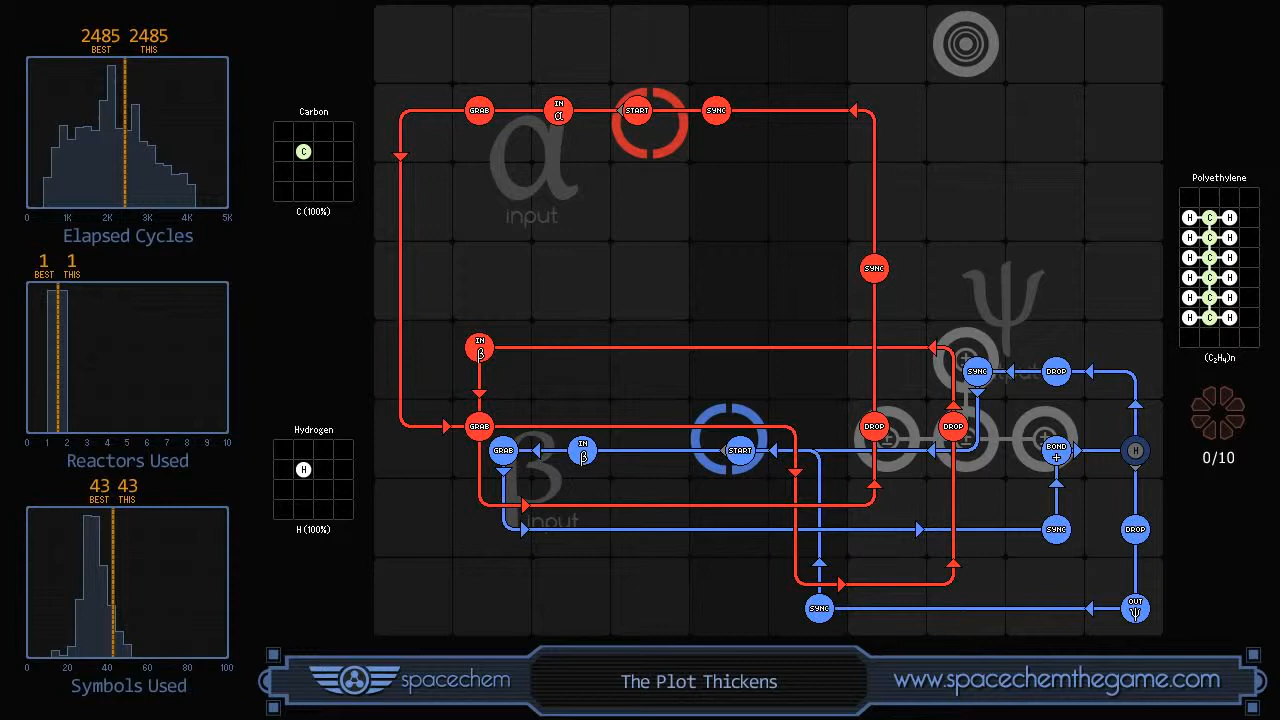 2485 2485
BEST THIS
0 1K 2K 3K 4K 5K
Elapsed Cycles
1 1
BEST THIS
0 1 2 3 4 5 6 7 8 9 10
Reactors Used
43 43
BEST THIS
0 20 40 60 80 100
Symbols Used
Carbon
C
C (100%)
Hydrogen
H
H (100%)
GRAB IN α START SYNC
α
input
SYNC
ψ
output
IN β
SYNC DROP
GRAB DROP DROP
GRAB IN β START BOND + H
β
input
SYNC DROP
SYNC OUT ψ
Polyethylene
H C H
H C H
H C H
H C H
H C H
H C H
(C₂H₄)n
0/10
spacechem
The Plot Thickens
www.spacechemthegame.com